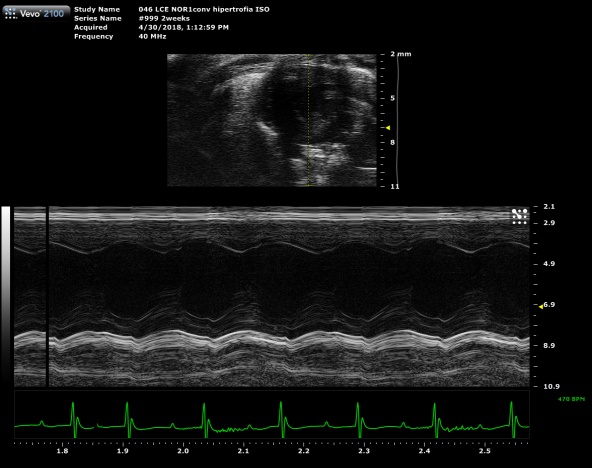 Vevo 2100
Study Name 046 LCE NOR1conv hipertrofia ISO
Series Name #999 2weeks
Acquired 4/30/2018, 1:12:59 PM
Frequency 40 MHz
2 mm
5
8
11
2.1
2.9
4.9
6.9
8.9
10.9
470 BPM
1.8 1.9 2.0 2.1 2.2 2.3 2.4 2.5